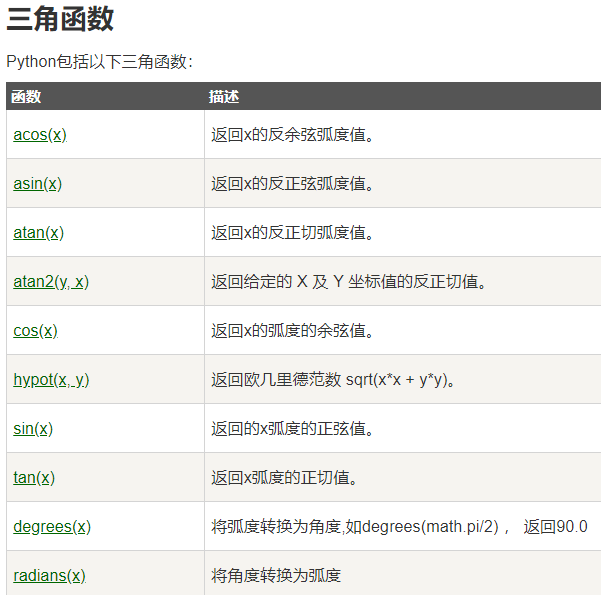 三角函数
Python包括以下三角函数：
函数 描述
acos(x) 返回x的反余弦弧度值。
asin(x) 返回x的反正弦弧度值。
atan(x) 返回x的反正切弧度值。
atan2(y, x) 返回给定的 X 及 Y 坐标值的反正切值。
cos(x) 返回x的弧度的余弦值。
hypot(x, y) 返回欧几里德范数 sqrt(x*x + y*y)。
sin(x) 返回的x弧度的正弦值。
tan(x) 返回x弧度的正切值。
degrees(x) 将弧度转换为角度,如degrees(math.pi/2) ， 返回90.0
radians(x) 将角度转换为弧度